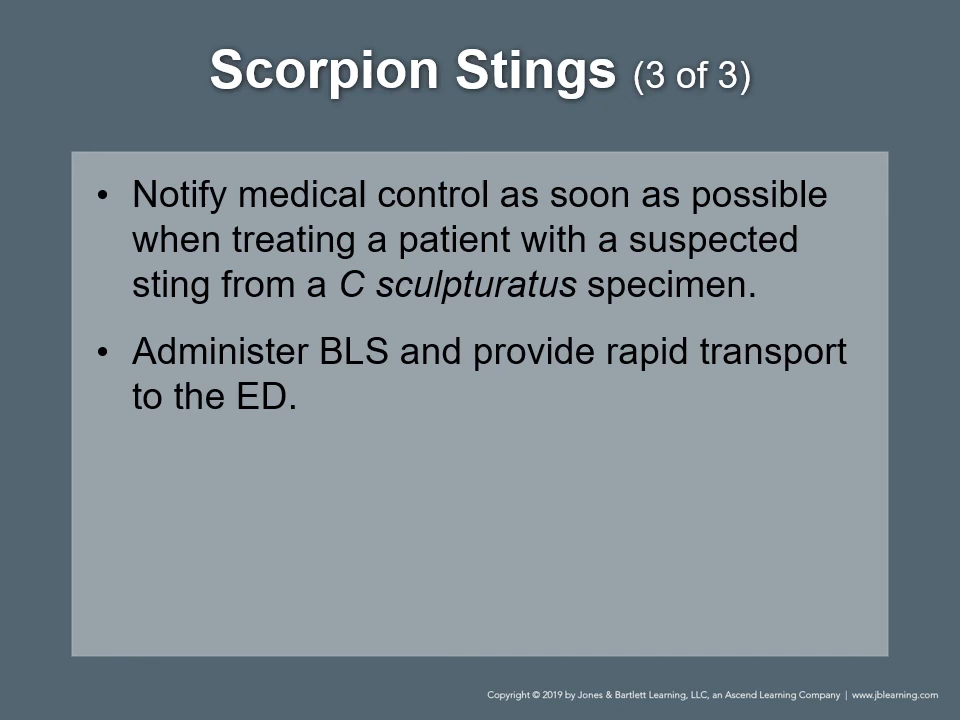 Scorpion Stings (3 of 3)
• Notify medical control as soon as possible
when treating a patient with a suspected
sting from a C sculpturatus specimen.
• Administer BLS and provide rapid transport
to the ED.
Copyright © 2019 by Jones & Bartlett Learning, LLC, an Ascend Learning Company | www.jblearning.com